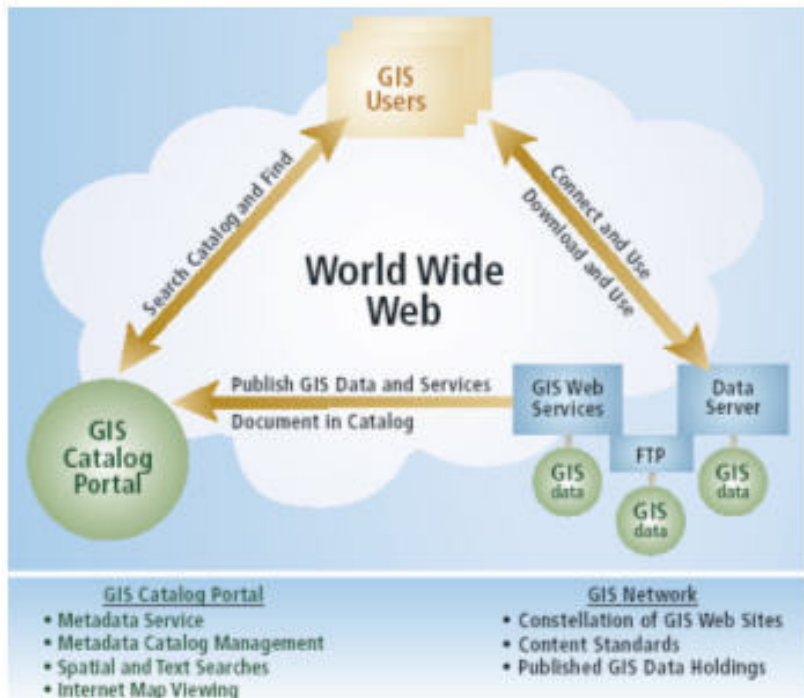 GIS
Users
Search Catalog and Find
Connect and Use
Download and Use
World Wide
Web
Publish GIS Data and Services
Document in Catalog
GIS
Catalog
Portal
GIS Web
Services
Data
Server
FTP
GIS
data
GIS
data
GIS
data
GIS Catalog Portal
• Metadata Service
• Metadata Catalog Management
• Spatial and Text Searches
• Internet Map Viewing
GIS Network
• Constellation of GIS Web Sites
• Content Standards
• Published GIS Data Holdings